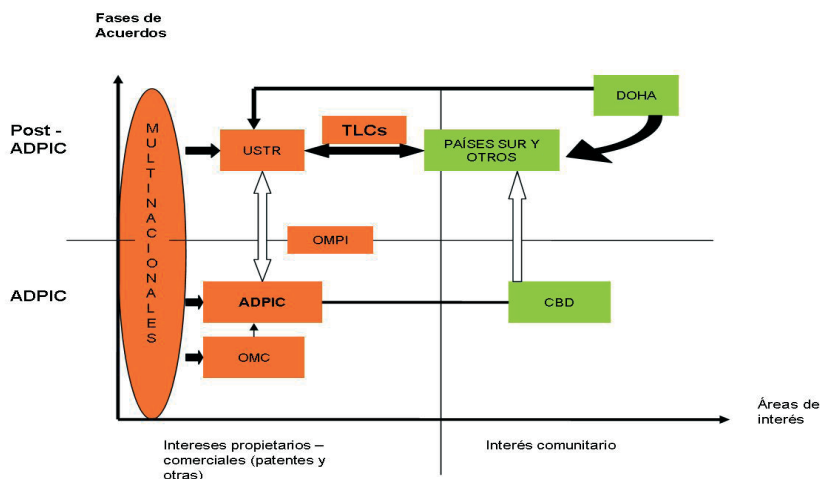 Fases de
Acuerdos
DOHA
Post -
ADPIC
MULTINACIONALES
USTR
TLCs
PAÍSES SUR Y
OTROS
OMPI
ADPIC
ADPIC
CBD
OMC
Áreas de
interés
Intereses propietarios –
comerciales (patentes y
otras)
Interés comunitario